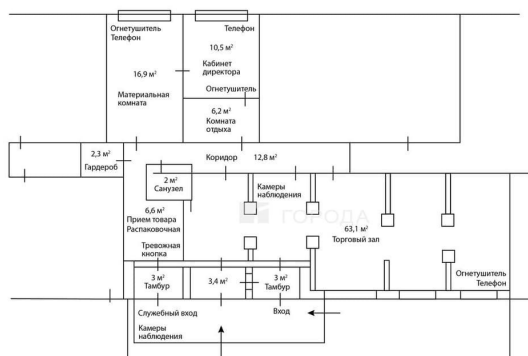 Огнетушитель
Телефон
Телефон
10,5 м²
Кабинет
директора
16,9 м²
Огнетушитель
Материальная
комната
6,2 м²
Комната
отдыха
2,3 м²
Гардероб
Коридор 12,8 м²
2 м²
Санузел
Камеры
наблюдения
6,6 м²
Прием товара
Распаковочная
ГОРОДА
63,1 м²
Торговый зал
Тревожная
кнопка
3 м²
Тамбур
3,4 м²
3 м²
Тамбур
Огнетушитель
Телефон
Служебный вход
Вход
Камеры
наблюдения